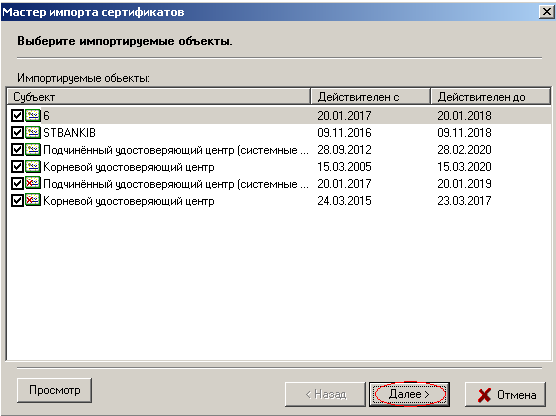 Мастер импорта сертификатов
Выберите импортируемые объекты.
Импортируемые обьекты:
Субъект Действителен с Действителен до
6 20.01.2017 20.01.2018
STBANKIB 09.11.2016 09.11.2018
Подчинённый удостоверяющий центр (системные ... 28.09.2012 28.02.2020
Корневой удостоверяющий центр 15.03.2005 15.03.2020
Подчинённый удостоверяющий центр (системные ... 20.01.2017 20.01.2019
Корневой удостоверяющий центр 24.03.2015 23.03.2017
Просмотр < Назад Далее > Отмена